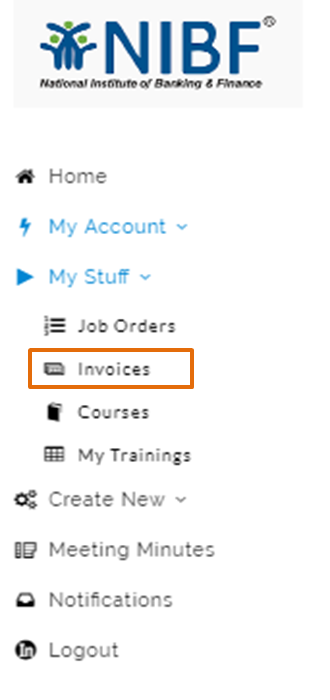 NIBF®
National Institute of Banking & Finance
Home
My Account
My Stuff
Job Orders
Invoices
Courses
My Trainings
Create New
Meeting Minutes
Notifications
Logout